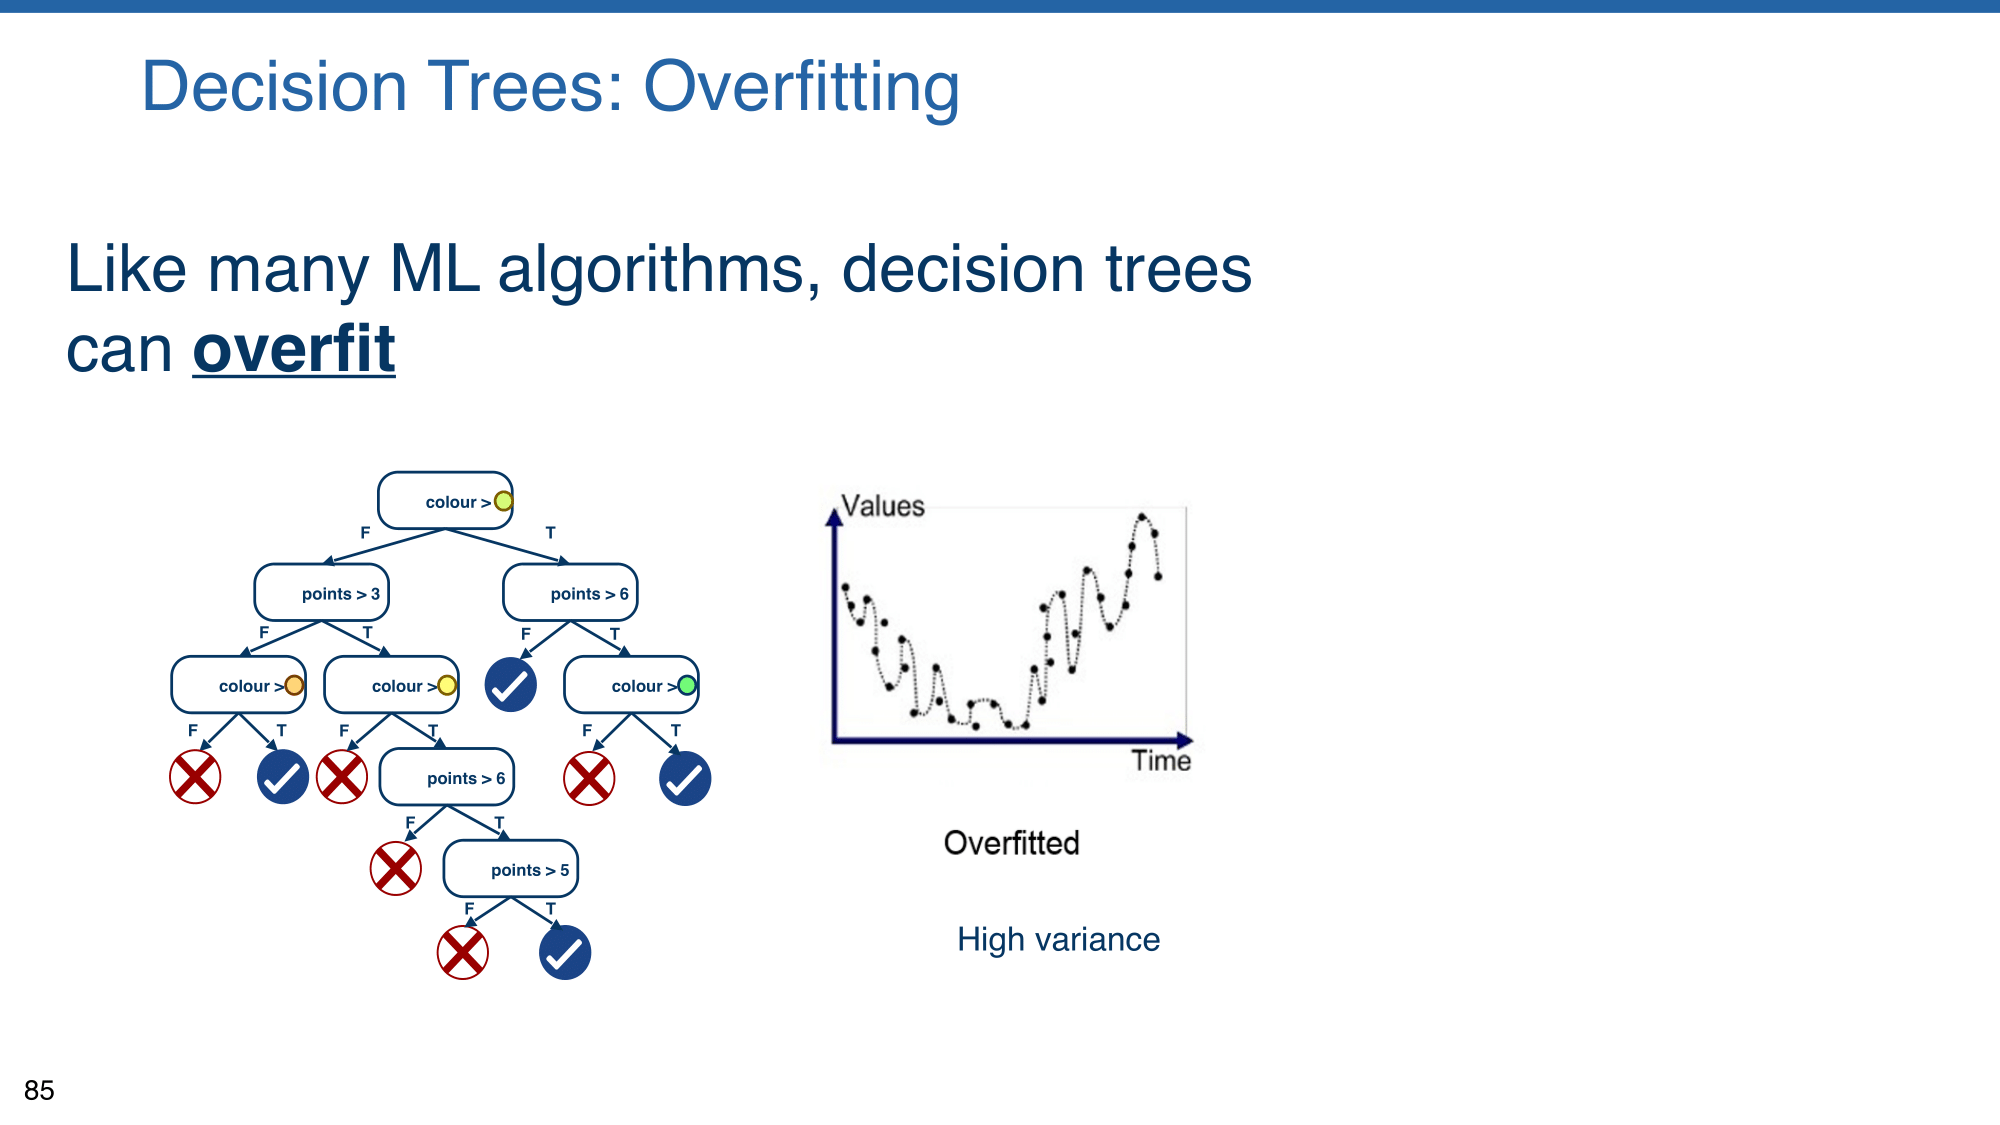 Decision Trees: Overfitting
Like many ML algorithms, decision trees
can overfit
colour >
F T
points > 3
points > 6
F T F T
colour >
colour >
colour >
F T F T F T
points > 6
F T
points > 5
F T
Values
Time
Overfitted
High variance
85